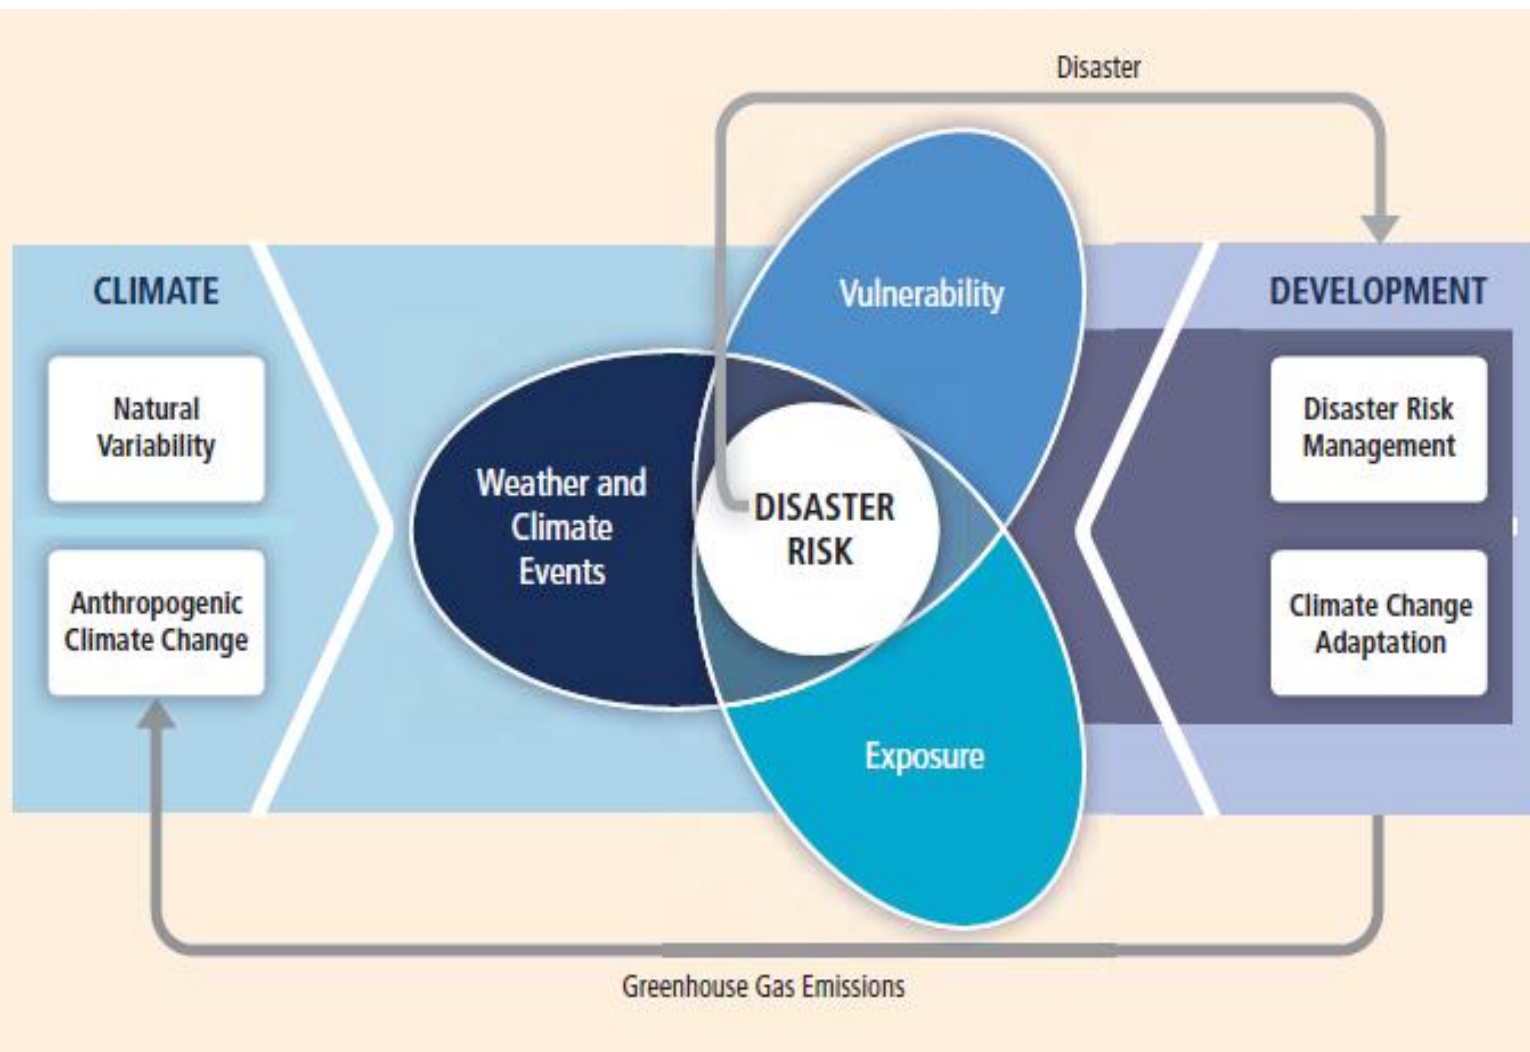 Disaster
CLIMATE
Natural
Variability
Anthropogenic
Climate Change
Vulnerability
Weather and
Climate
Events
DISASTER
RISK
Exposure
DEVELOPMENT
Disaster Risk
Management
Climate Change
Adaptation
Greenhouse Gas Emissions